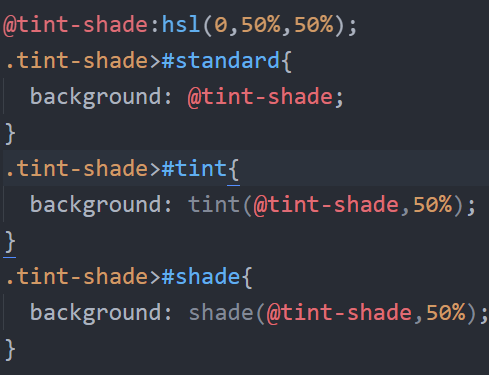 @tint-shade:hsl(0,50%,50%);
.tint-shade>#standard{
  background: @tint-shade;
}
.tint-shade>#tint{
  background: tint(@tint-shade,50%);
}
.tint-shade>#shade{
  background: shade(@tint-shade,50%);
}